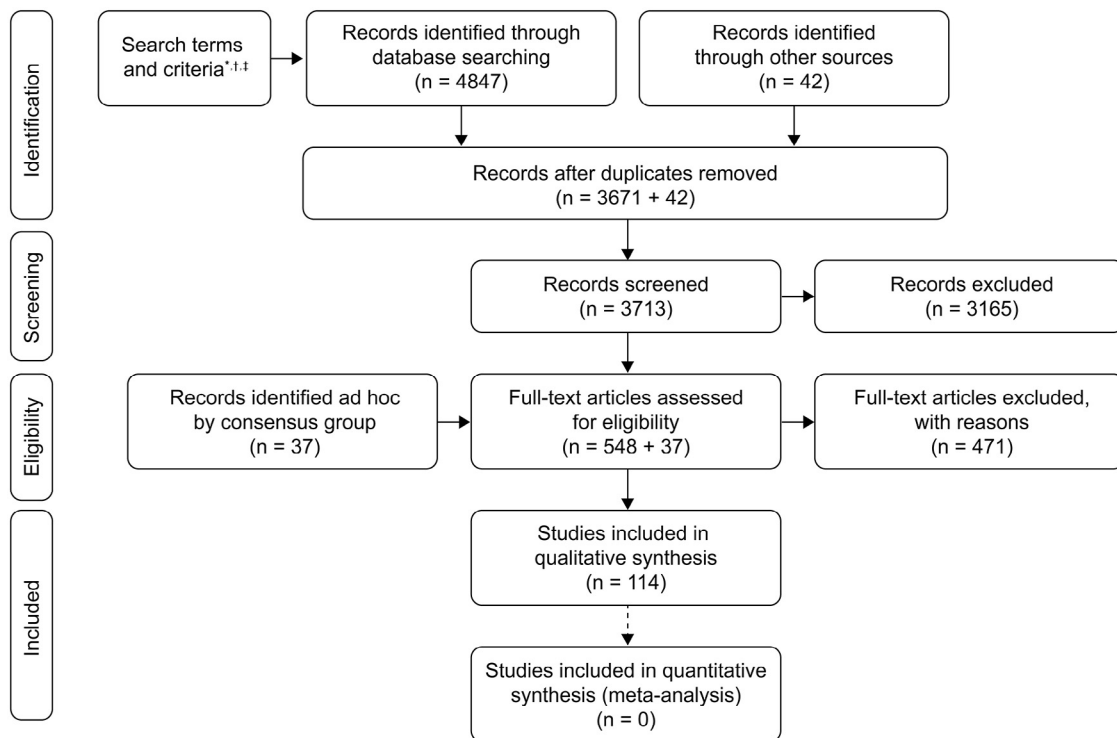 Identification
Search terms
and criteria*,†,‡
Records identified through
database searching
(n = 4847)
Records identified
through other sources
(n = 42)
Records after duplicates removed
(n = 3671 + 42)
Screening
Records screened
(n = 3713)
Records excluded
(n = 3165)
Eligibility
Records identified ad hoc
by consensus group
(n = 37)
Full-text articles assessed
for eligibility
(n = 548 + 37)
Full-text articles excluded,
with reasons
(n = 471)
Included
Studies included in
qualitative synthesis
(n = 114)
Studies included in quantitative
synthesis (meta-analysis)
(n = 0)